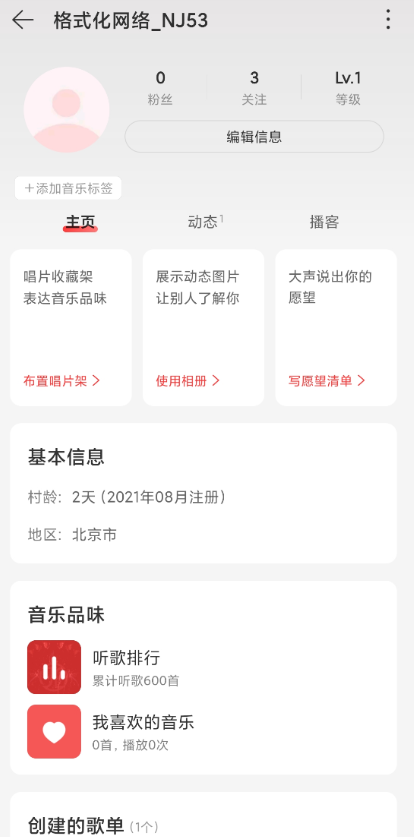 格式化网络_NJ53
0
3
Lv.1
粉丝
关注
等级
编辑信息
+添加音乐标签
主页
动态1
播客
唱片收藏架
表达音乐品味
布置唱片架 >
展示动态图片
让别人了解你
使用相册 >
大声说出你的
愿望
写愿望清单 >
基本信息
村龄: 2天 (2021年08月注册)
地区: 北京市
音乐品味
听歌排行
累计听歌600首
我喜欢的音乐
0首, 播放0次
创建的歌单 (1个)